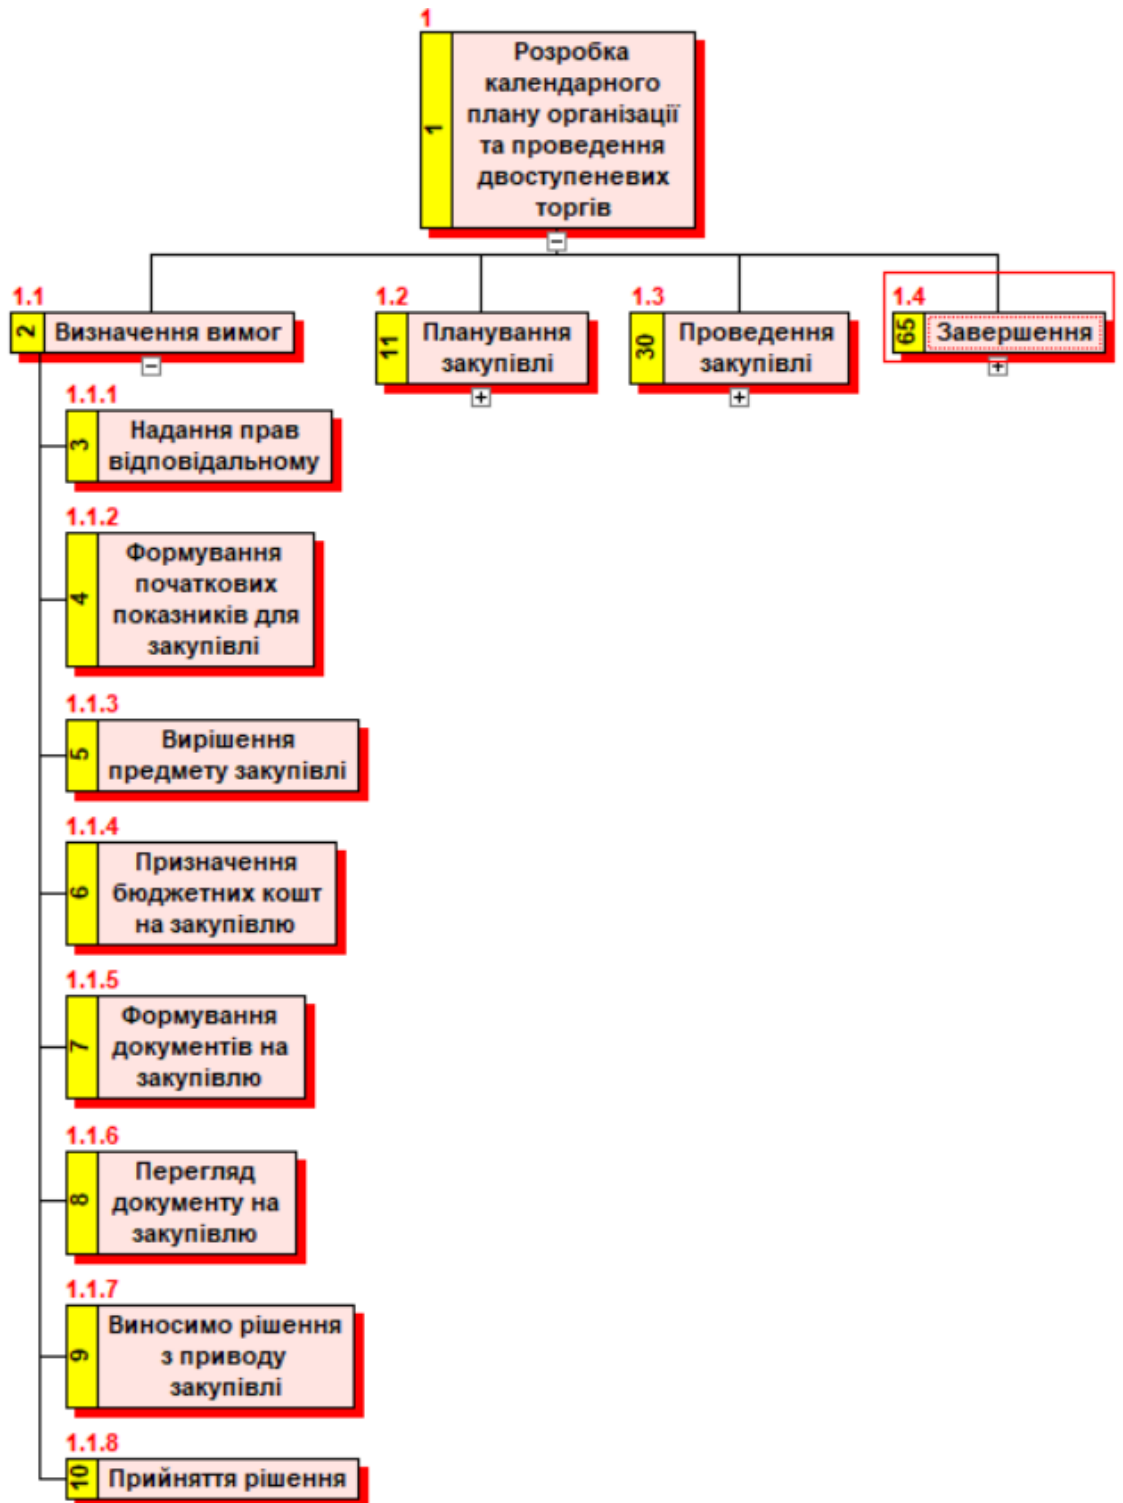 1
1
Розробка
календарного
плану організації
та проведення
двоступеневих
торгів
1.1
2
Визначення вимог
1.2
11
Планування
закупівлі
1.3
30
Проведення
закупівлі
1.4
65
Завершення
1.1.1
3
Надання прав
відповідальному
1.1.2
4
Формування
початкових
показників для
закупівлі
1.1.3
5
Вирішення
предмету закупівлі
1.1.4
6
Призначення
бюджетних кошт
на закупівлю
1.1.5
7
Формування
документів на
закупівлю
1.1.6
8
Перегляд
документу на
закупівлю
1.1.7
9
Виносимо рішення
з приводу
закупівлі
1.1.8
10
Прийняття рішення